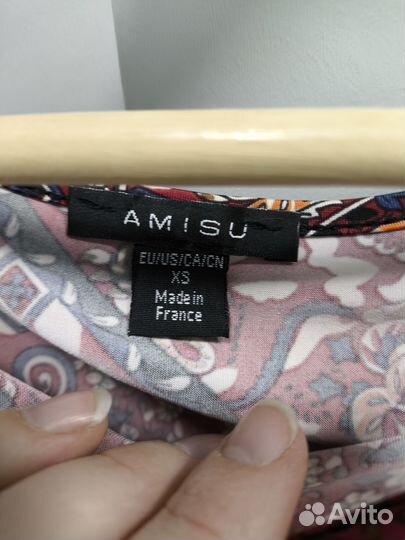 AMISU
EU/US/CA/CN
XS
Made in
France
Avito